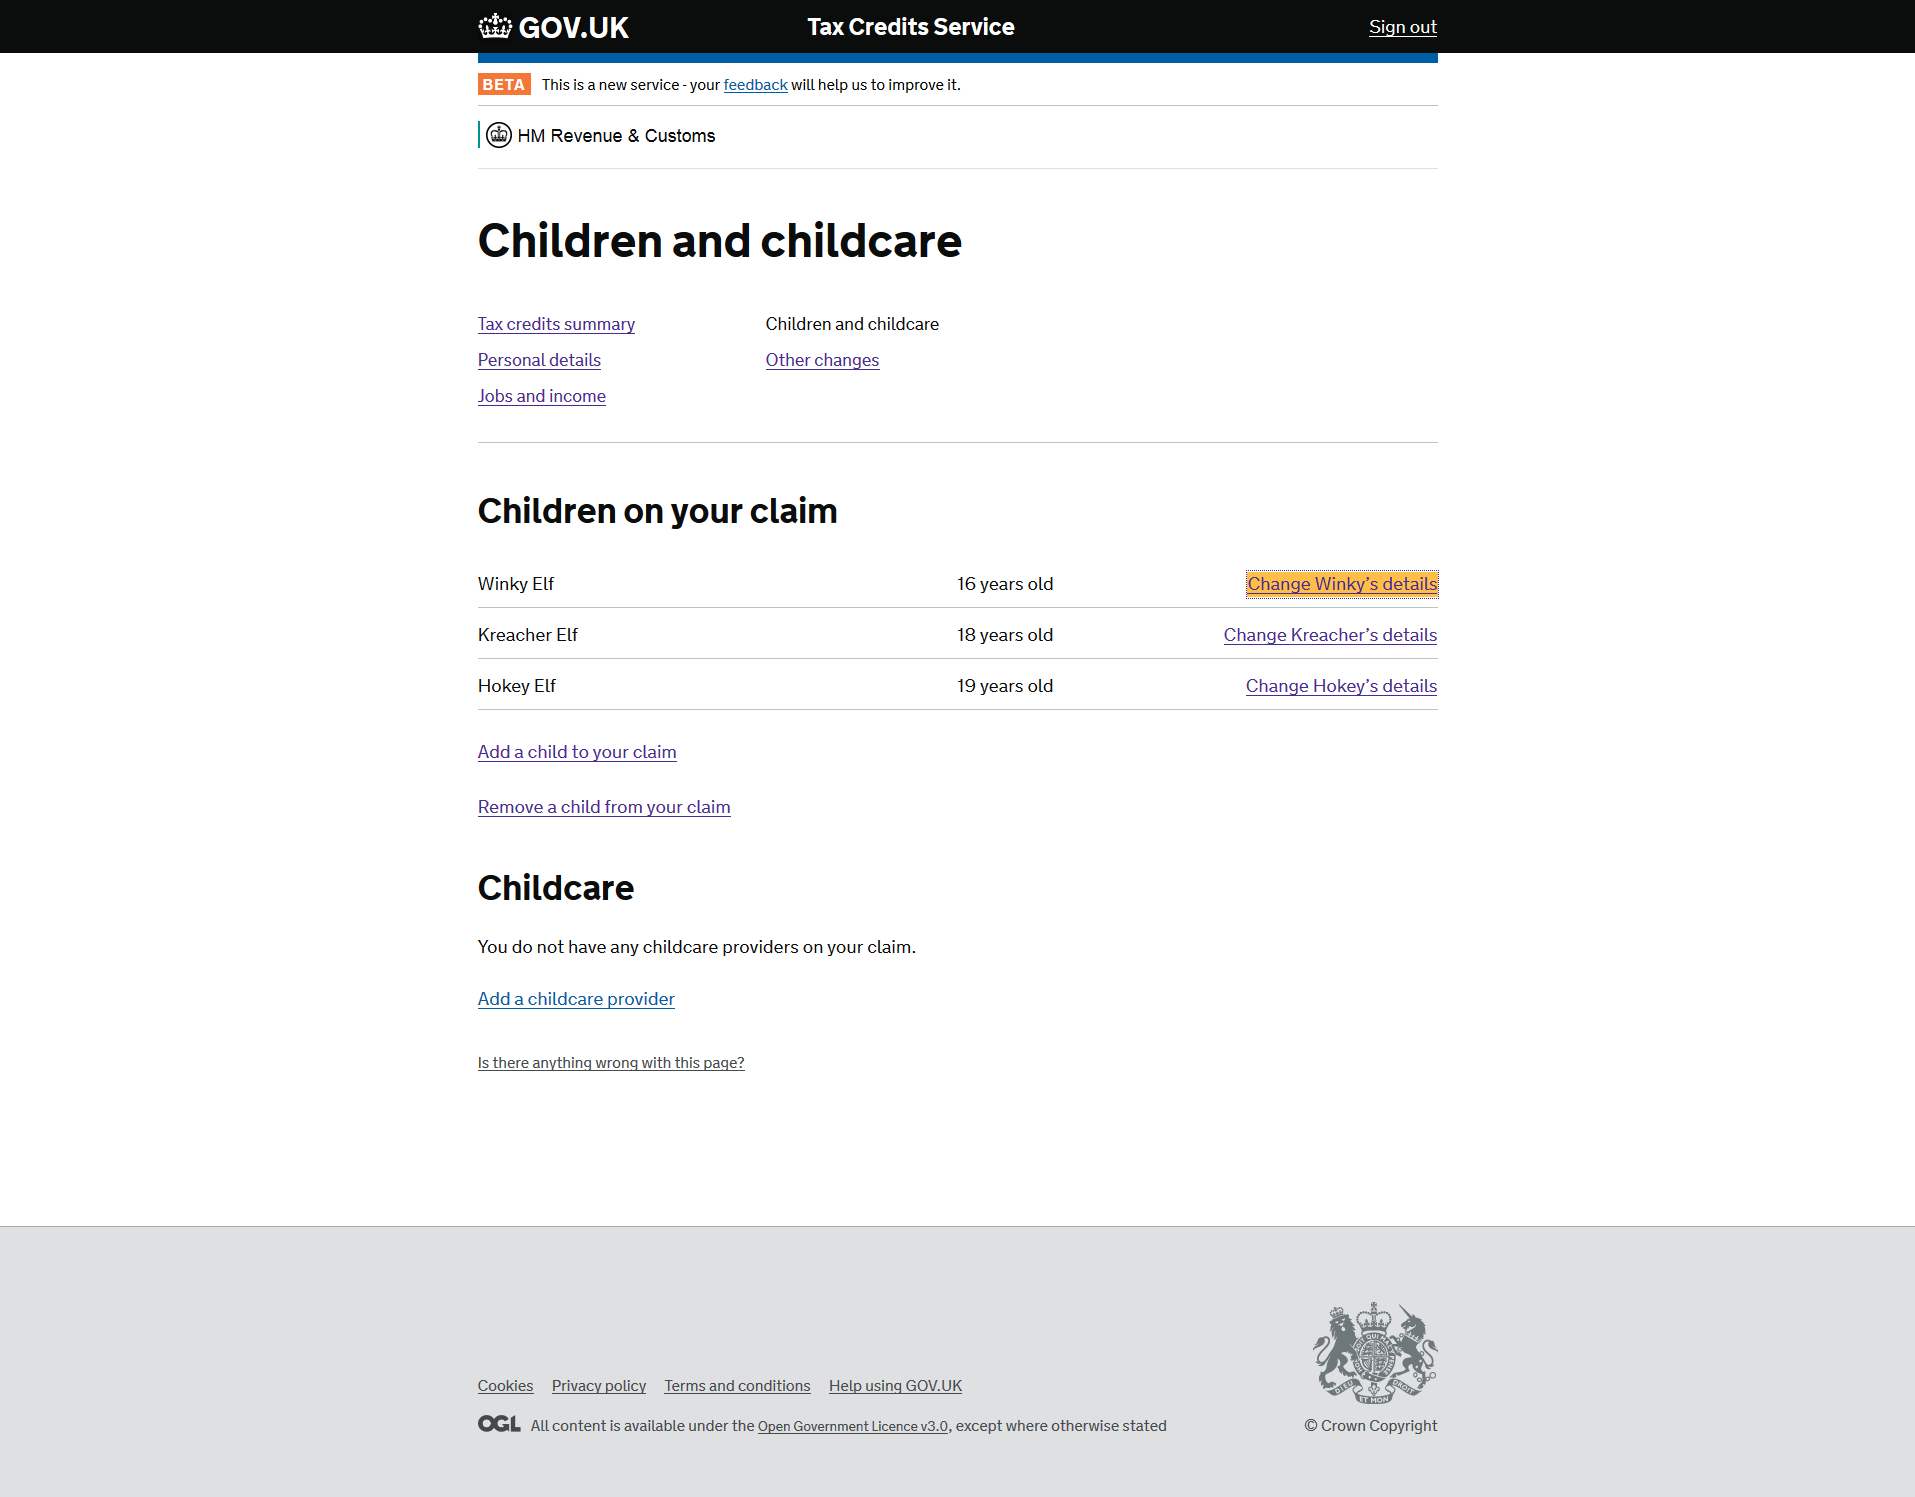 GOV.UK Tax Credits Service Sign out
BETA This is a new service - your feedback will help us to improve it.
HM Revenue & Customs
Children and childcare
Tax credits summary
Personal details
Jobs and income
Children and childcare
Other changes
Children on your claim
Winky Elf 16 years old Change Winky’s details
Kreacher Elf 18 years old Change Kreacher’s details
Hokey Elf 19 years old Change Hokey’s details
Add a child to your claim
Remove a child from your claim
Childcare
You do not have any childcare providers on your claim.
Add a childcare provider
Is there anything wrong with this page?
Cookies Privacy policy Terms and conditions Help using GOV.UK
OGL All content is available under the Open Government Licence v3.0, except where otherwise stated
DIEU ET MON DROIT
© Crown Copyright